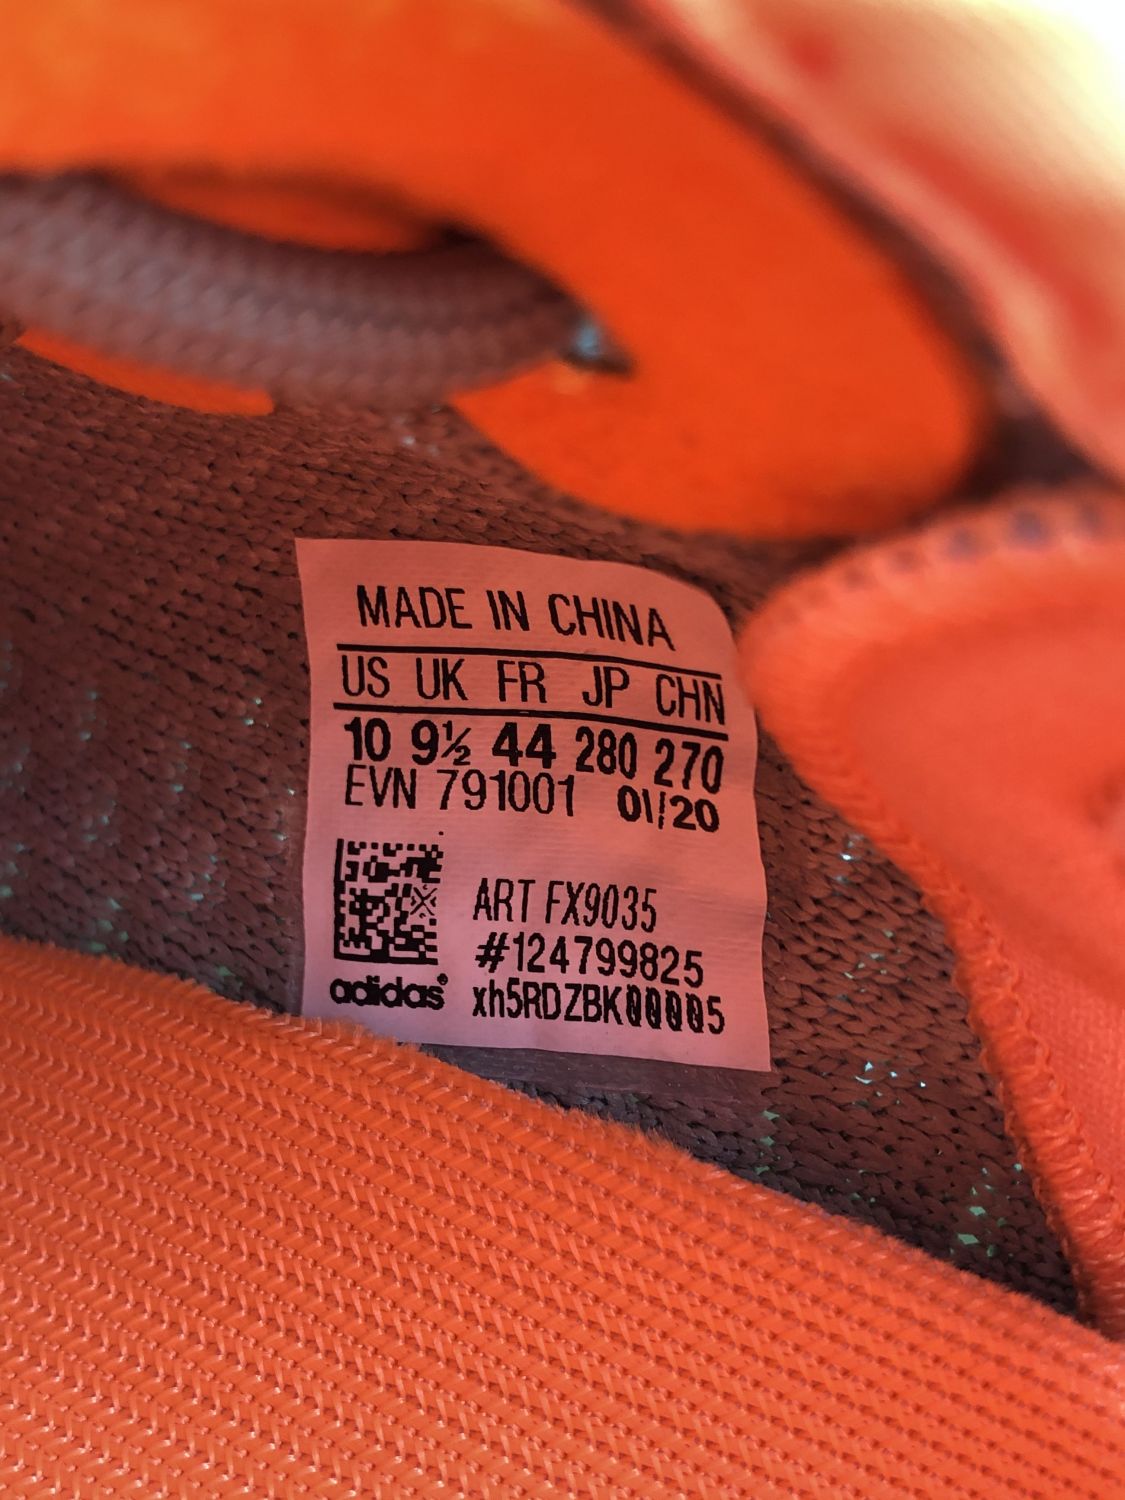 MADE IN CHINA
US UK FR JP CHN
10 9½ 44 280 270
EVN 791001 01/20
ART FX9035
#124799825
adidas® xh5RDZBK00005